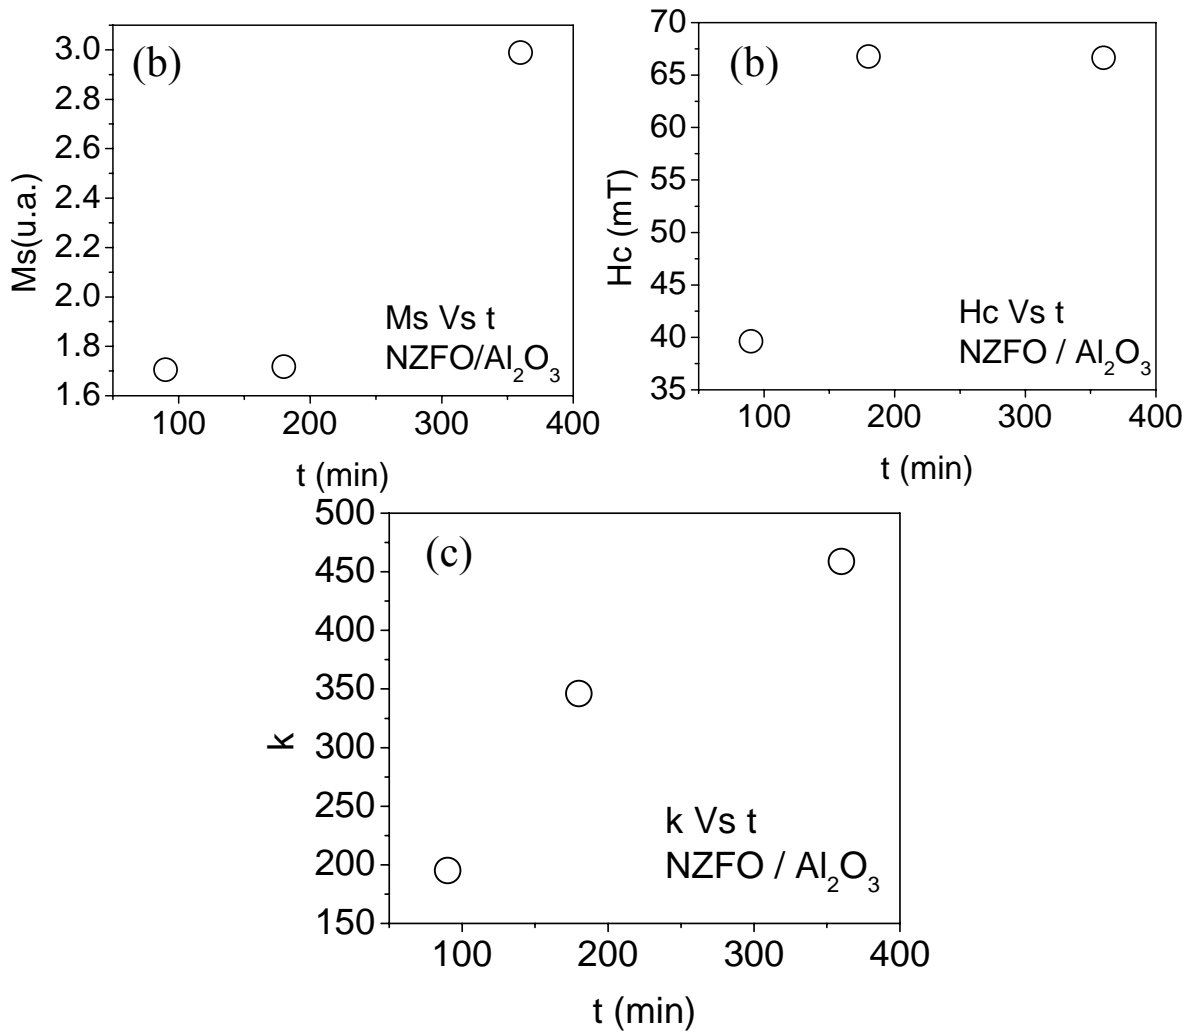 (b)
3.0
2.8
2.6
2.4
2.2
2.0
1.8
1.6
Ms(u.a.)
Ms Vs t
NZFO/Al₂O₃
100 200 300 400
t (min)
(b)
70
65
60
55
50
45
40
35
Hc (mT)
Hc Vs t
NZFO / Al₂O₃
100 200 300 400
t (min)
(c)
500
450
400
350
300
250
200
150
k
k Vs t
NZFO / Al₂O₃
100 200 300 400
t (min)